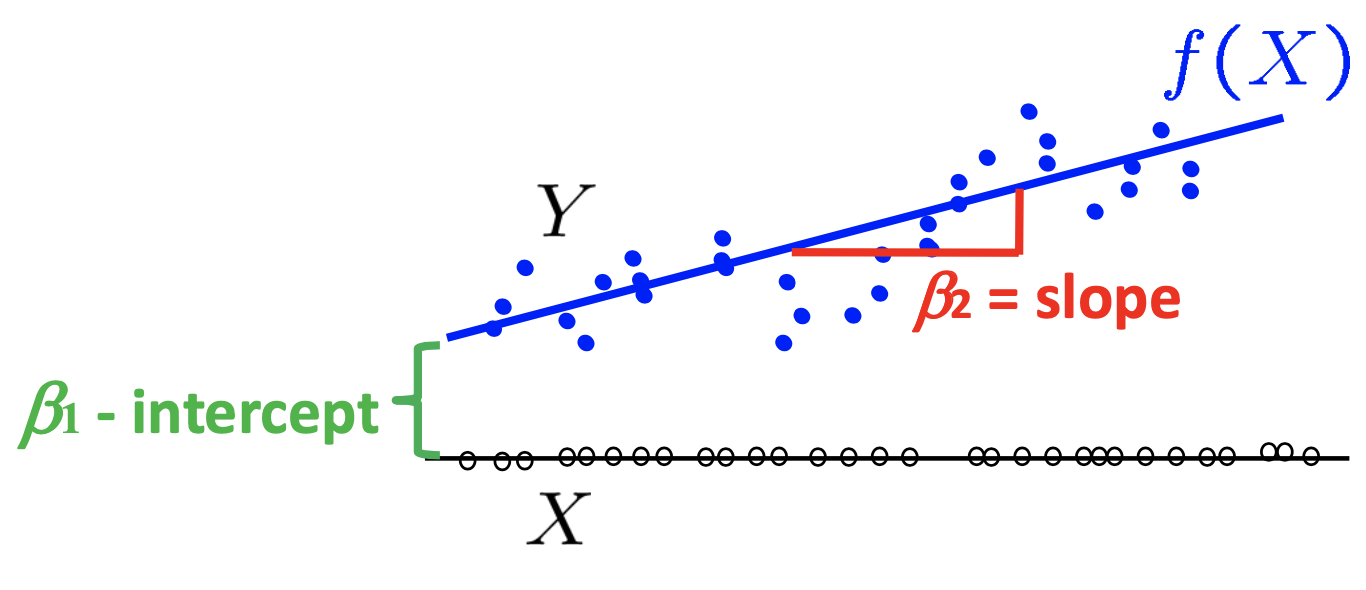 f(X)
Y
β2 = slope
β1 - intercept
X